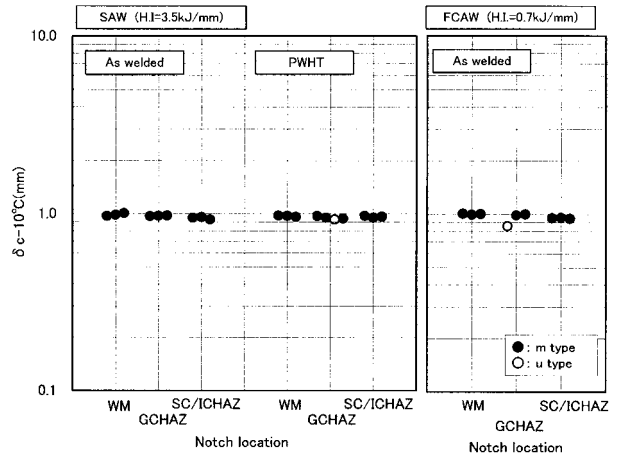 SAW (H.I=3.5kJ/mm)
FCAW (H.I.=0.7kJ/mm)
10.0
As welded
PWHT
As welded
δ c-10℃(mm)
1.0
● : m type
○ : u type
0.1
WM
SC/ICHAZ
WM
SC/ICHAZ
WM
SC/ICHAZ
GCHAZ
GCHAZ
GCHAZ
Notch location
Notch location